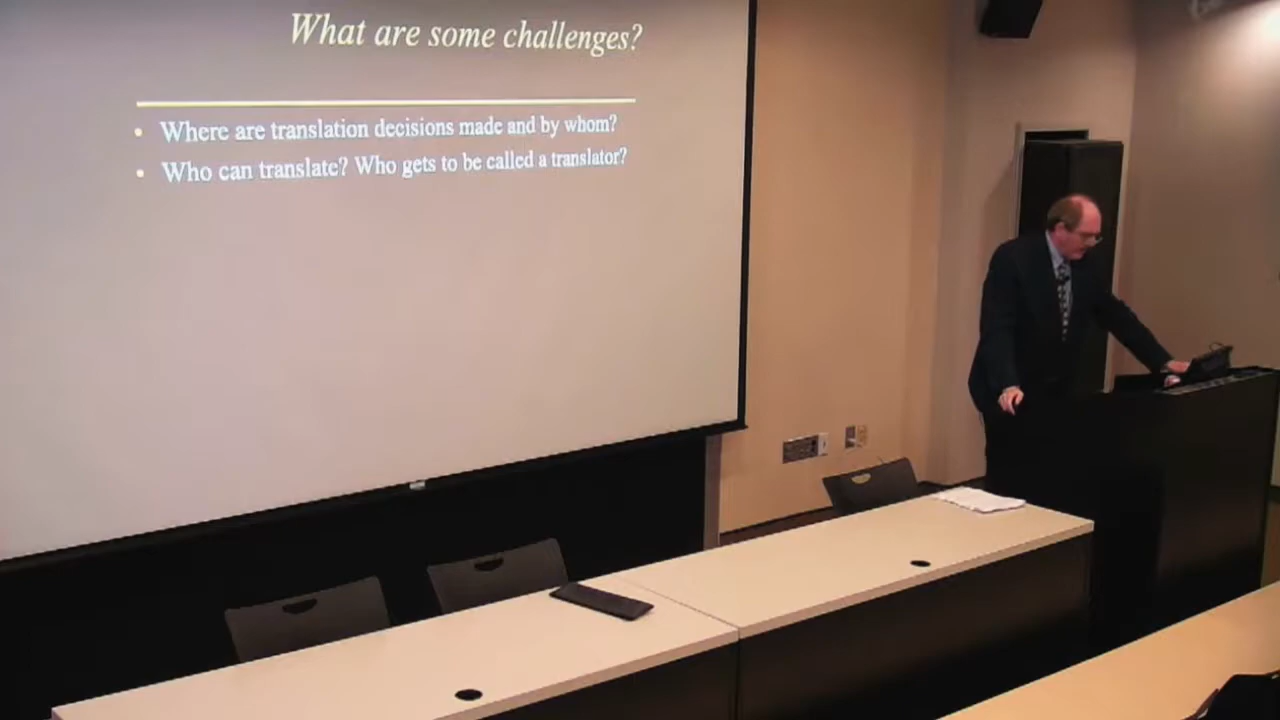 What are some challenges?
• Where are translation decisions made and by whom?
• Who can translate? Who gets to be called a translator?